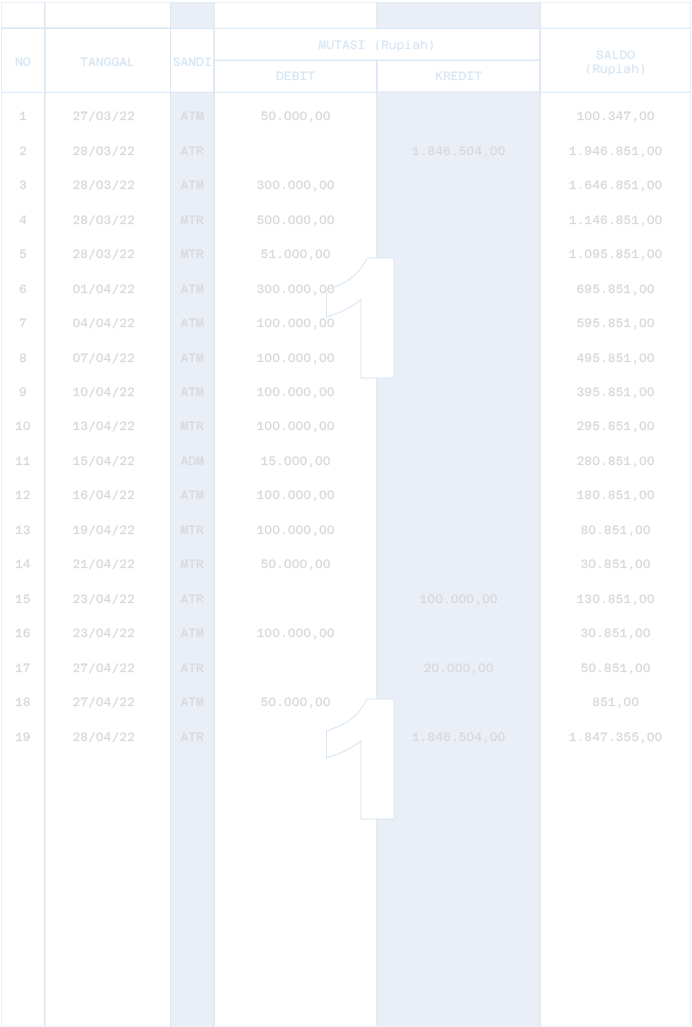 NO TANGGAL SANDI MUTASI (Rupiah) SALDO (Rupiah)
DEBIT KREDIT
1 27/03/22 ATM 50.000,00 100.347,00
2 28/03/22 ATR 1.846.504,00 1.946.851,00
3 28/03/22 ATM 300.000,00 1.646.851,00
4 28/03/22 MTR 500.000,00 1.146.851,00
5 28/03/22 MTR 51.000,00 1.095.851,00
6 01/04/22 ATM 300.000,00 695.851,00
7 04/04/22 ATM 100.000,00 595.851,00
8 07/04/22 ATM 100.000,00 495.851,00
9 10/04/22 ATM 100.000,00 395.851,00
10 13/04/22 MTR 100.000,00 295.851,00
11 15/04/22 ADM 15.000,00 280.851,00
12 16/04/22 ATM 100.000,00 180.851,00
13 19/04/22 MTR 100.000,00 80.851,00
14 21/04/22 MTR 50.000,00 30.851,00
15 23/04/22 ATR 100.000,00 130.851,00
16 23/04/22 ATM 100.000,00 30.851,00
17 27/04/22 ATR 20.000,00 50.851,00
18 27/04/22 ATM 50.000,00 851,00
19 28/04/22 ATR 1.846.504,00 1.847.355,00
1
1